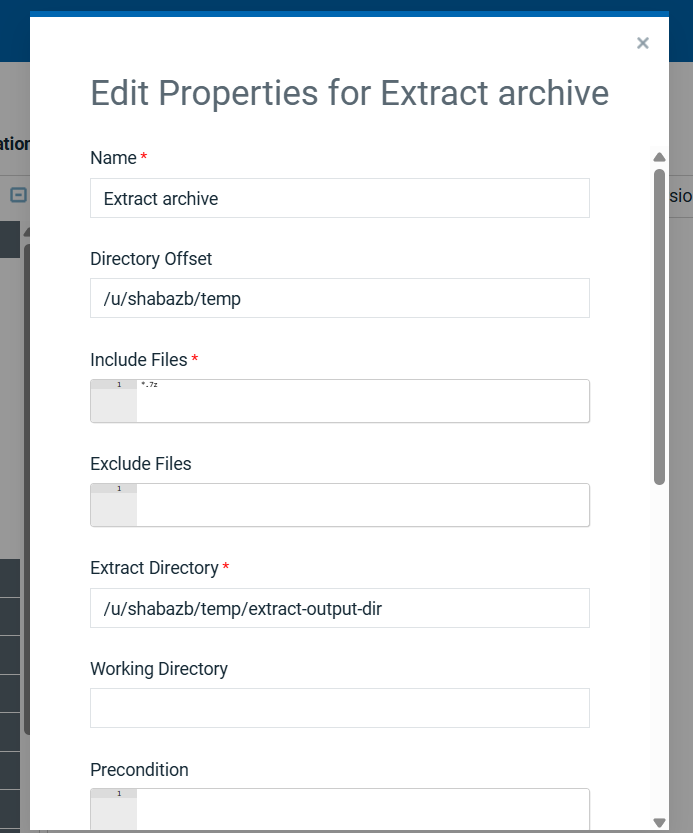 ×
Edit Properties for Extract archive
ation
Name *
Extract archive
sio
Directory Offset
/u/shabazb/temp
Include Files *
1 *.7z
Exclude Files
1
Extract Directory *
/u/shabazb/temp/extract-output-dir
Working Directory
Precondition
1